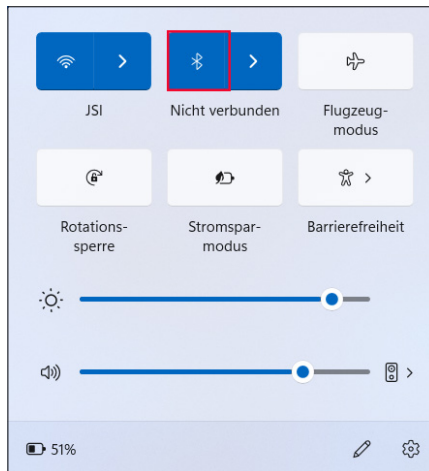 JSI
Nicht verbunden
Flugzeug-
modus
Rotations-
sperre
Stromspar-
modus
Barrierefreiheit
51%